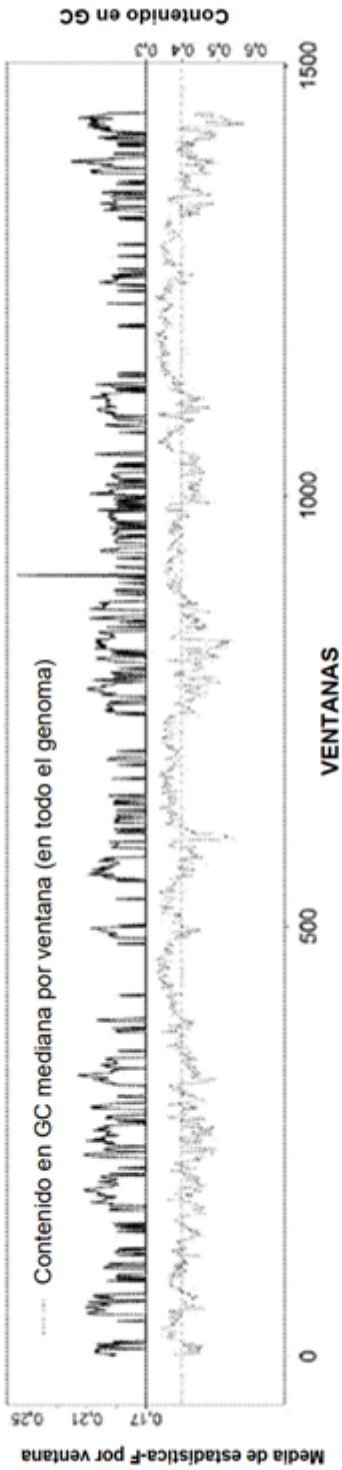 Media de estadística-F por ventana
0,25
0,21
0,17
Contenido en GC mediana por ventana (en todo el genoma)
Contenido en GC
0,3
0,4
0,5
0,6
0
500
1000
1500
VENTANAS